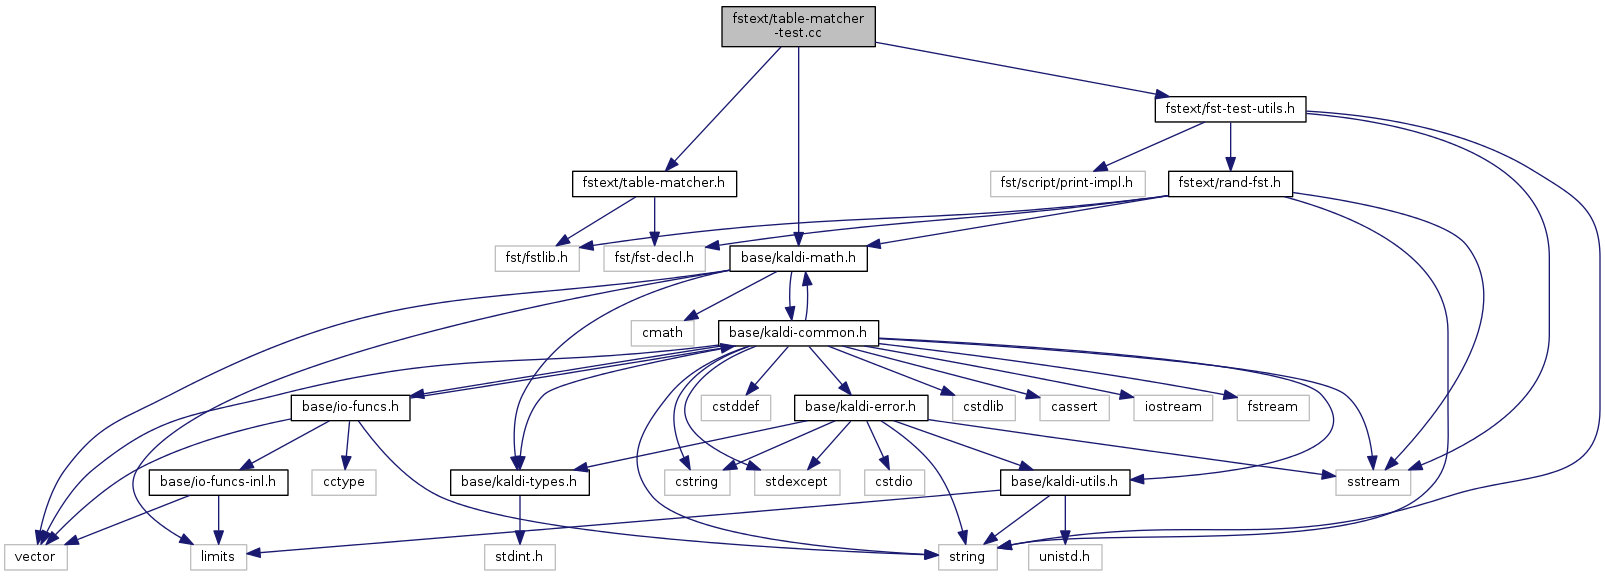 fstext/table-matcher
-test.cc
fstext/fst-test-utils.h
fstext/table-matcher.h
fst/script/print-impl.h
fstext/rand-fst.h
fst/fstlib.h
fst/fst-decl.h
base/kaldi-math.h
cmath
base/kaldi-common.h
base/io-funcs.h
cstddef
base/kaldi-error.h
cstdlib
cassert
iostream
fstream
base/io-funcs-inl.h
cctype
base/kaldi-types.h
cstring
stdexcept
cstdio
base/kaldi-utils.h
sstream
vector
limits
stdint.h
string
unistd.h